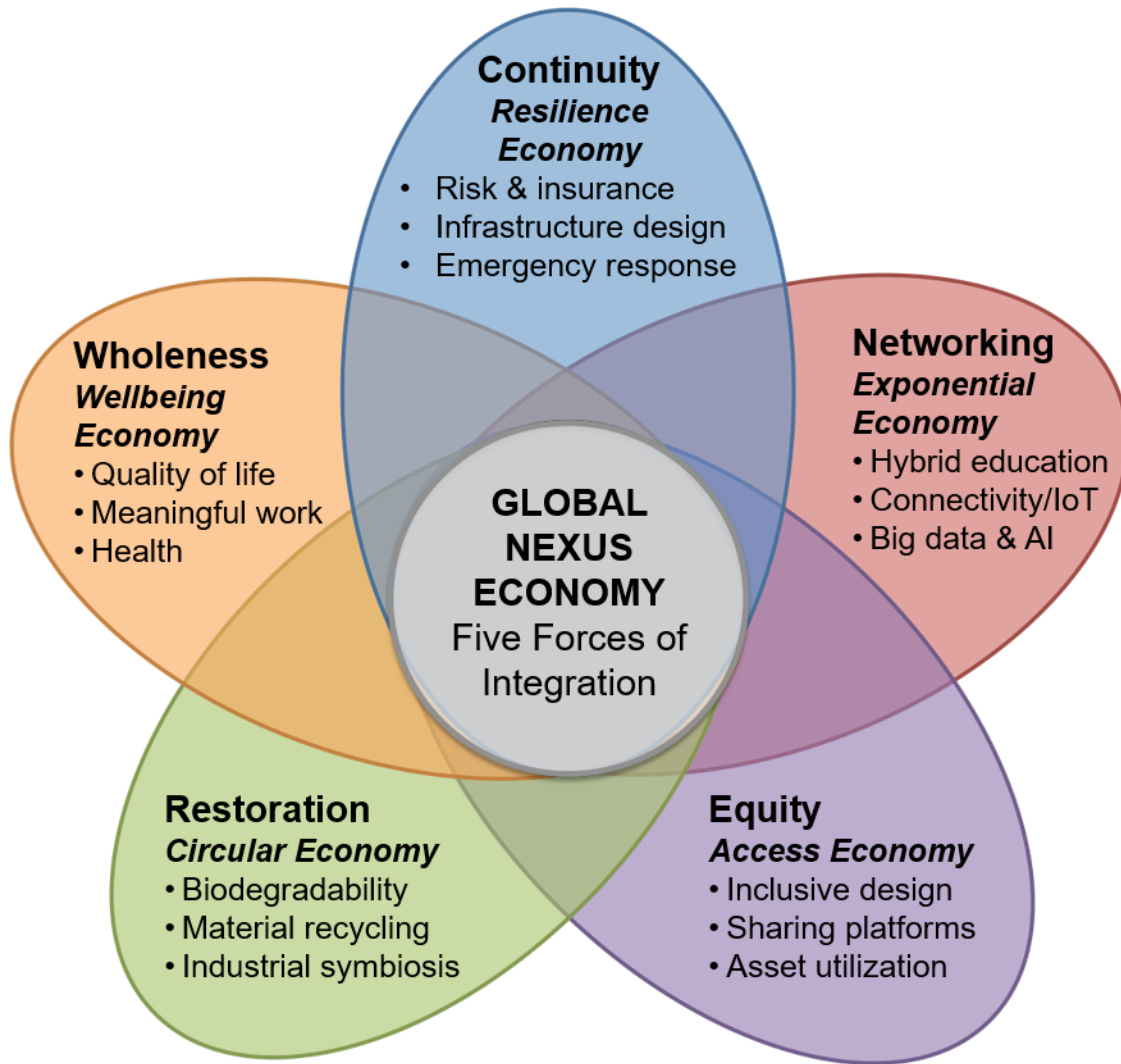 Continuity
Resilience
Economy
• Risk & insurance
• Infrastructure design
• Emergency response
Wholeness
Wellbeing
Economy
• Quality of life
• Meaningful work
• Health
Networking
Exponential
Economy
• Hybrid education
• Connectivity/IoT
• Big data & AI
GLOBAL
NEXUS
ECONOMY
Five Forces of
Integration
Restoration
Circular Economy
• Biodegradability
• Material recycling
• Industrial symbiosis
Equity
Access Economy
• Inclusive design
• Sharing platforms
• Asset utilization